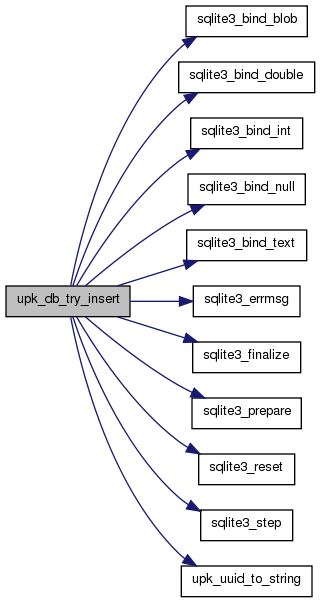 sqlite3_bind_blob
sqlite3_bind_double
sqlite3_bind_int
sqlite3_bind_null
sqlite3_bind_text
upk_db_try_insert
sqlite3_errmsg
sqlite3_finalize
sqlite3_prepare
sqlite3_reset
sqlite3_step
upk_uuid_to_string